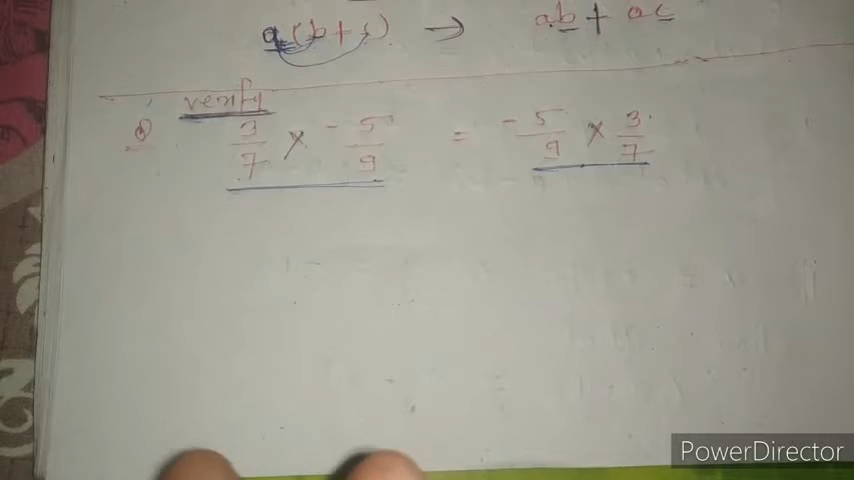 a(b+c) → ab + ac
verify
Q 3/7 × -5/9 = -5/9 × 3/7
PowerDirector